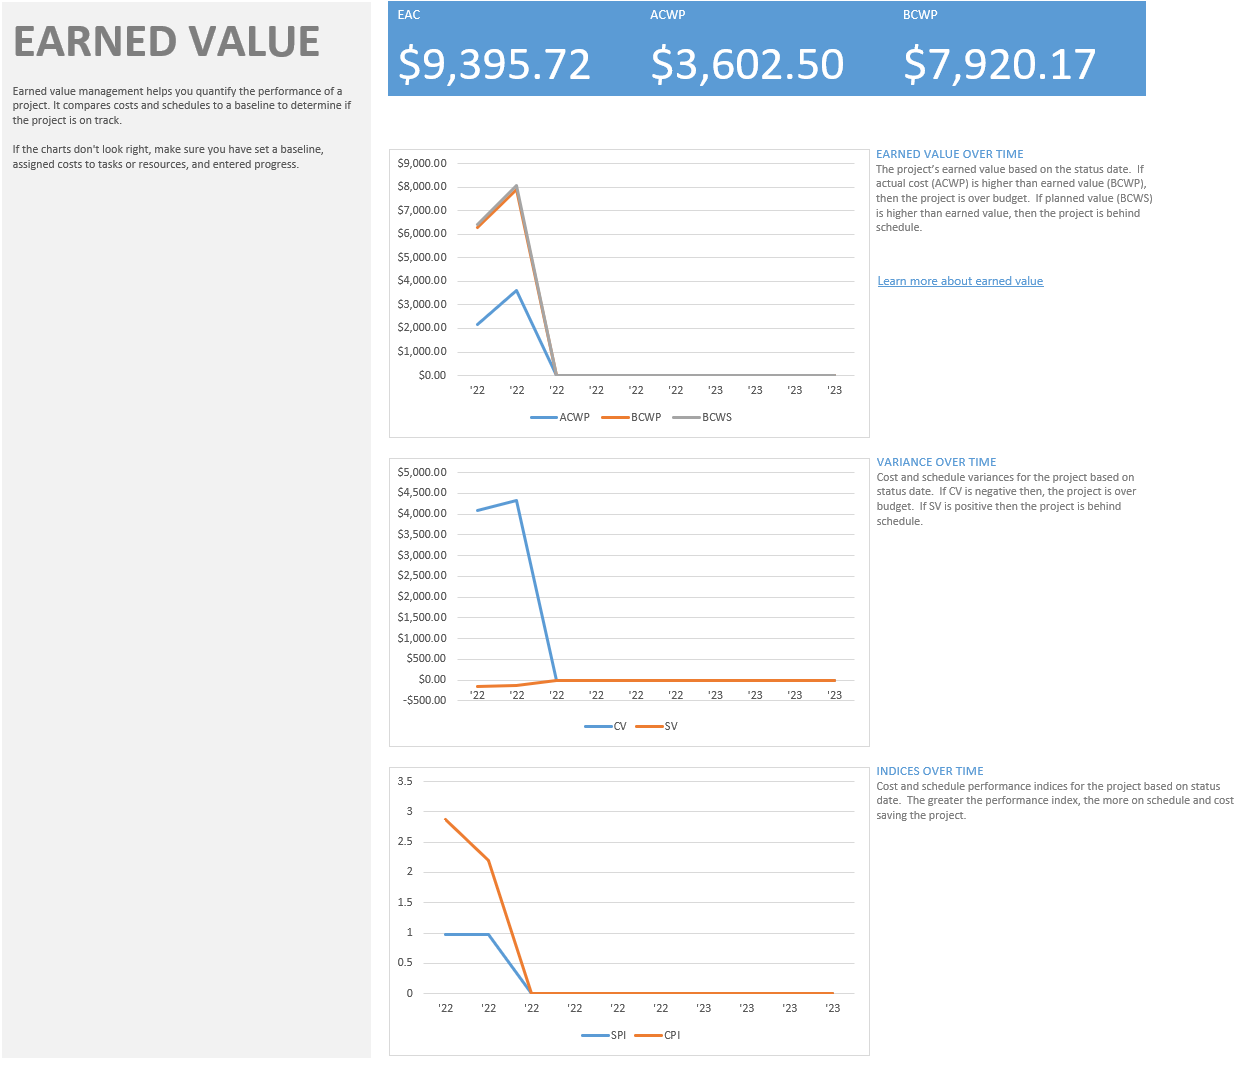 EARNED VALUE
Earned value management helps you quantify the performance of a
project. It compares costs and schedules to a baseline to determine if
the project is on track.
If the charts don't look right, make sure you have set a baseline,
assigned costs to tasks or resources, and entered progress.
EAC ACWP BCWP
$9,395.72 $3,602.50 $7,920.17
$9,000.00
$8,000.00
$7,000.00
$6,000.00
$5,000.00
$4,000.00
$3,000.00
$2,000.00
$1,000.00
$0.00
'22 '22 '22 '22 '22 '22 '23 '23 '23 '23
ACWP BCWP BCWS
EARNED VALUE OVER TIME
The project's earned value based on the status date.  If
actual cost (ACWP) is higher than earned value (BCWP),
then the project is over budget.  If planned value (BCWS)
is higher than earned value, then the project is behind
schedule.
Learn more about earned value
$5,000.00
$4,500.00
$4,000.00
$3,500.00
$3,000.00
$2,500.00
$2,000.00
$1,500.00
$1,000.00
$500.00
$0.00
-$500.00
'22 '22 '22 '22 '22 '22 '23 '23 '23 '23
CV SV
VARIANCE OVER TIME
Cost and schedule variances for the project based on
status date.  If CV is negative then, the project is over
budget.  If SV is positive then the project is behind
schedule.
3.5
3
2.5
2
1.5
1
0.5
0
'22 '22 '22 '22 '22 '22 '23 '23 '23 '23
SPI CPI
INDICES OVER TIME
Cost and schedule performance indices for the project based on status
date.  The greater the performance index, the more on schedule and cost
saving the project.